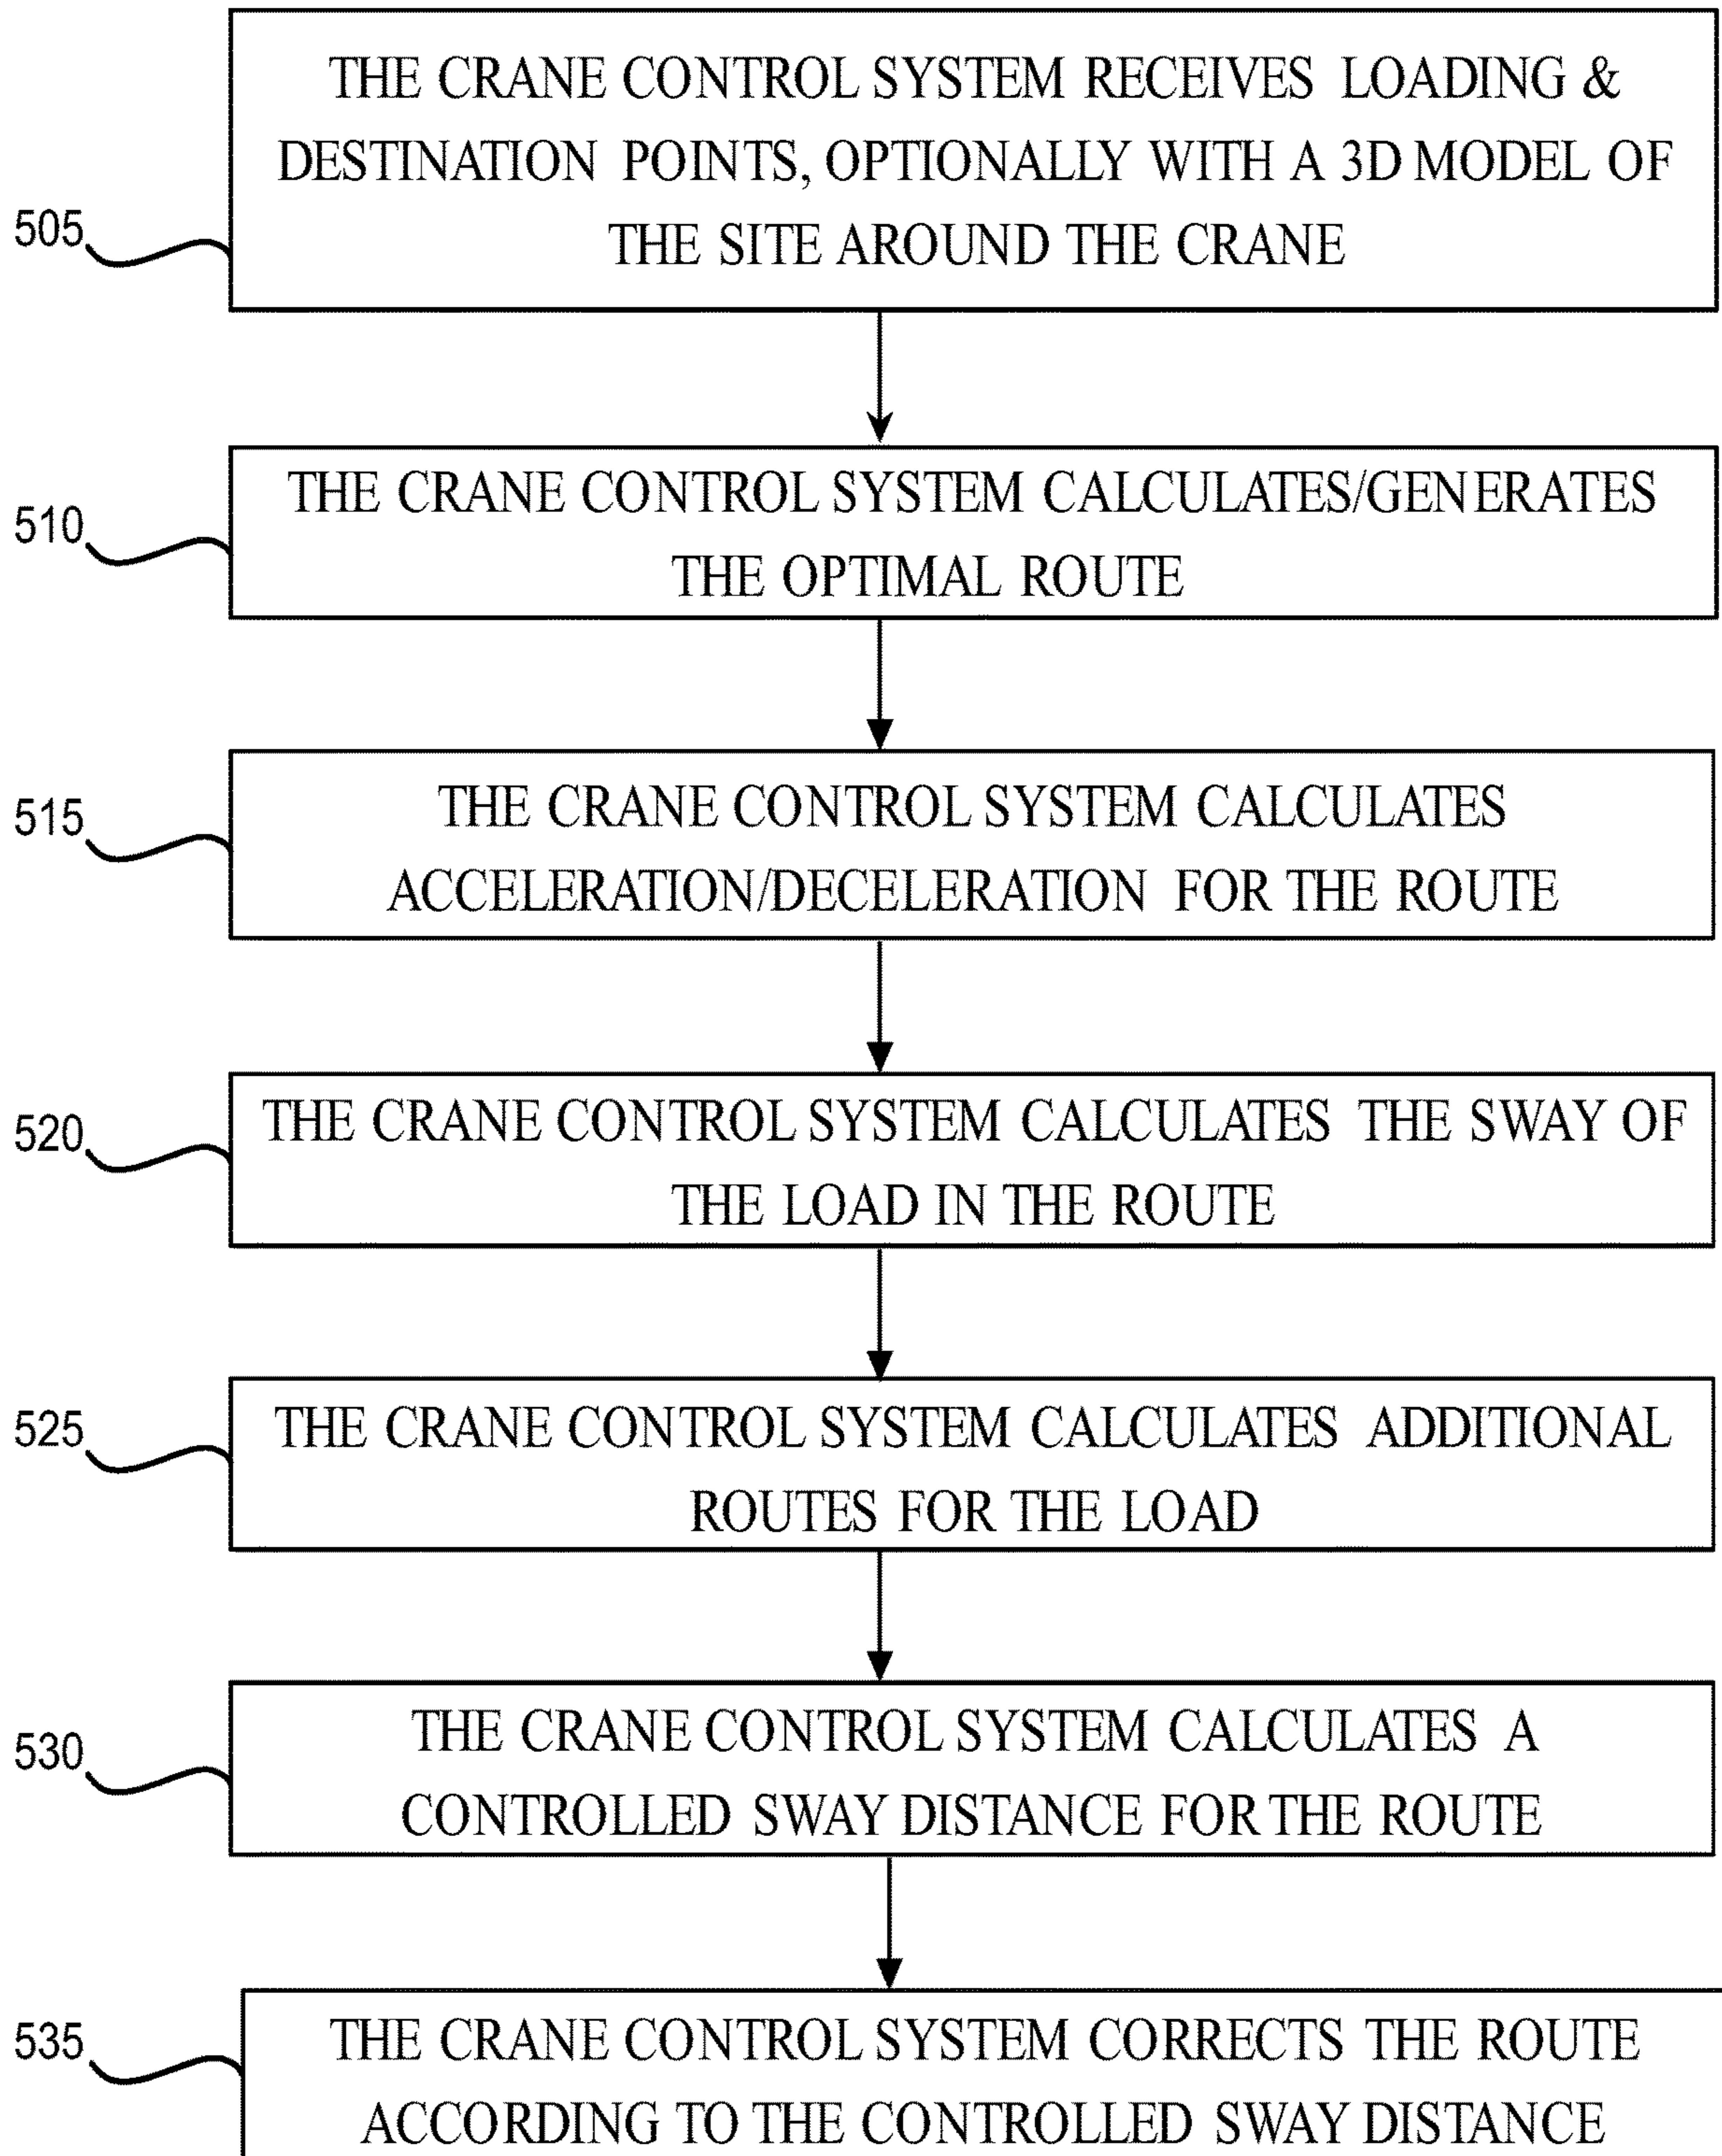 THE CRANE CONTROL SYSTEM RECEIVES LOADING &
DESTINATION POINTS, OPTIONALLY WITH A 3D MODEL OF
THE SITE AROUND THE CRANE
505
THE CRANE CONTROL SYSTEM CALCULATES/GENERATES
THE OPTIMAL ROUTE
510
THE CRANE CONTROL SYSTEM CALCULATES
ACCELERATION/DECELERATION FOR THE ROUTE
515
THE CRANE CONTROL SYSTEM CALCULATES THE SWAY OF
THE LOAD IN THE ROUTE
520
THE CRANE CONTROL SYSTEM CALCULATES ADDITIONAL
ROUTES FOR THE LOAD
525
THE CRANE CONTROL SYSTEM CALCULATES A
CONTROLLED SWAY DISTANCE FOR THE ROUTE
530
THE CRANE CONTROL SYSTEM CORRECTS THE ROUTE
ACCORDING TO THE CONTROLLED SWAY DISTANCE
535